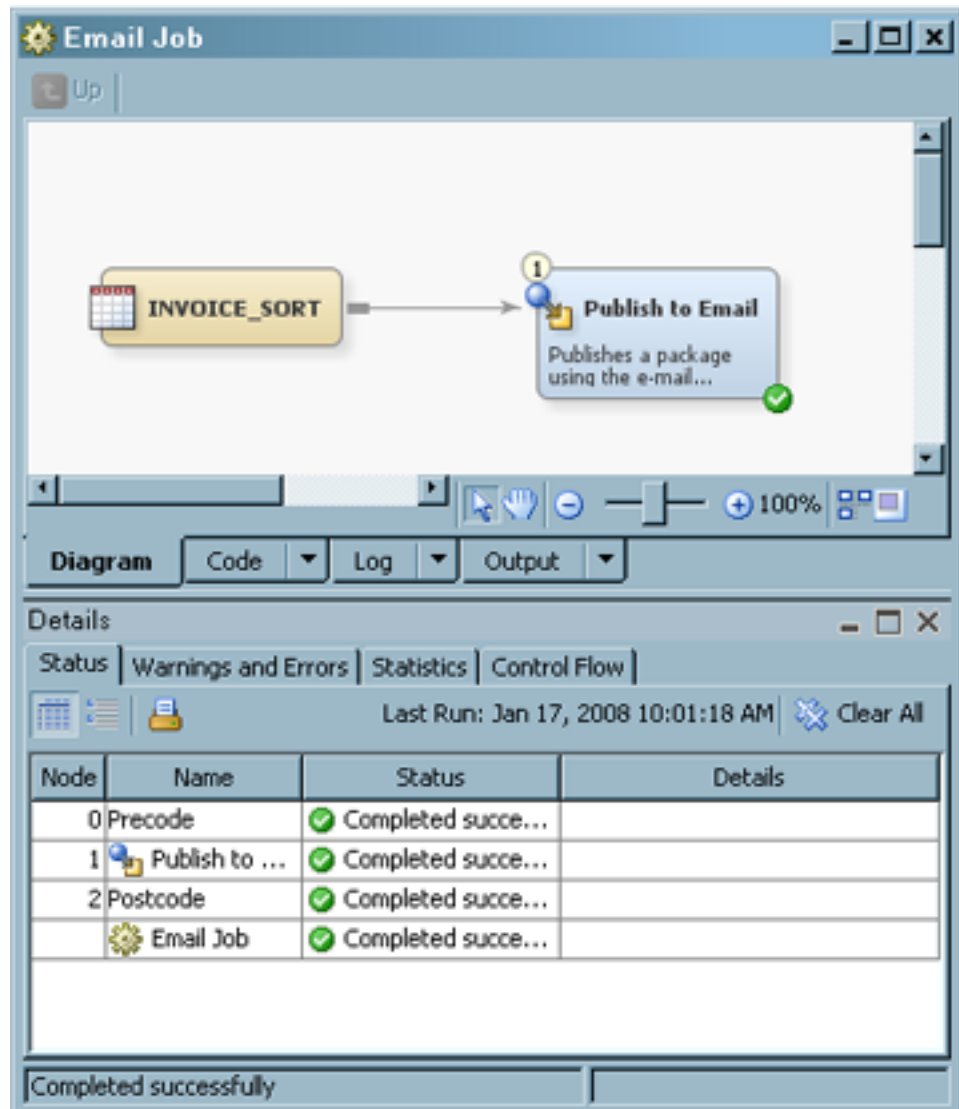 Email Job
Up
INVOICE_SORT
1
Publish to Email
Publishes a package
using the e-mail...
100%
Diagram Code Log Output
Details
Status Warnings and Errors Statistics Control Flow
Last Run: Jan 17, 2008 10:01:18 AM Clear All
Node Name Status Details
0 Precode Completed succe...
1 Publish to ... Completed succe...
2 Postcode Completed succe...
Email Job Completed succe...
Completed successfully